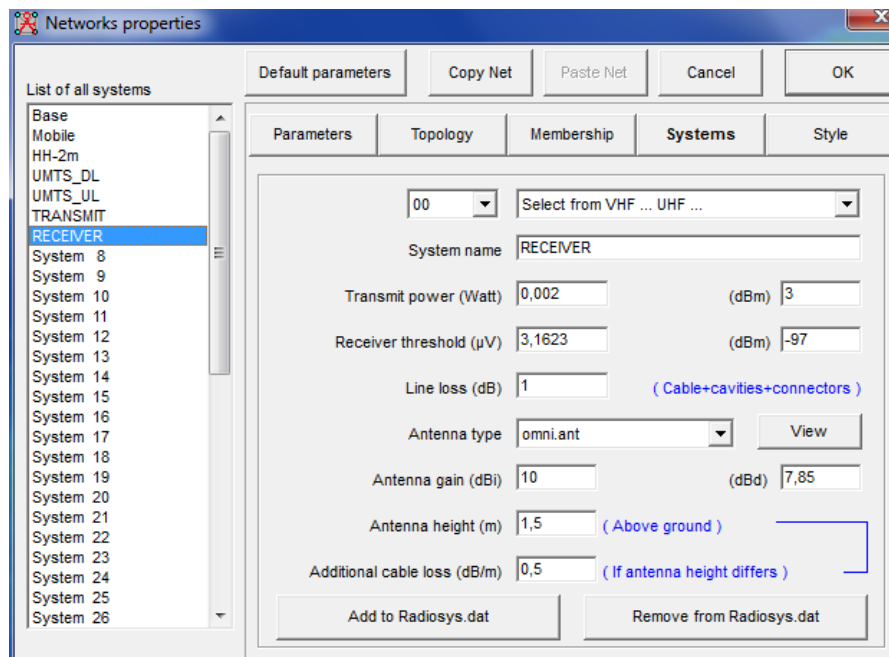 Networks properties
List of all systems
Base
Mobile
HH-2m
UMTS_DL
UMTS_UL
TRANSMIT
RECEIVER
System 8
System 9
System 10
System 11
System 12
System 13
System 14
System 15
System 16
System 17
System 18
System 19
System 20
System 21
System 22
System 23
System 24
System 25
System 26
Default parameters Copy Net Paste Net Cancel OK
Parameters Topology Membership Systems Style
00 Select from VHF ... UHF ...
System name RECEIVER
Transmit power (Watt) 0,002 (dBm) 3
Receiver threshold (µV) 3,1623 (dBm) -97
Line loss (dB) 1 ( Cable+cavities+connectors )
Antenna type omni.ant View
Antenna gain (dBi) 10 (dBd) 7,85
Antenna height (m) 1,5 ( Above ground )
Additional cable loss (dB/m) 0,5 ( If antenna height differs )
Add to Radiosys.dat Remove from Radiosys.dat